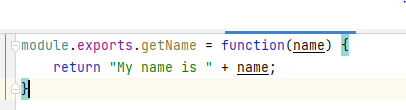 module.exports.getName = function(name) {
    return "My name is " + name;
}